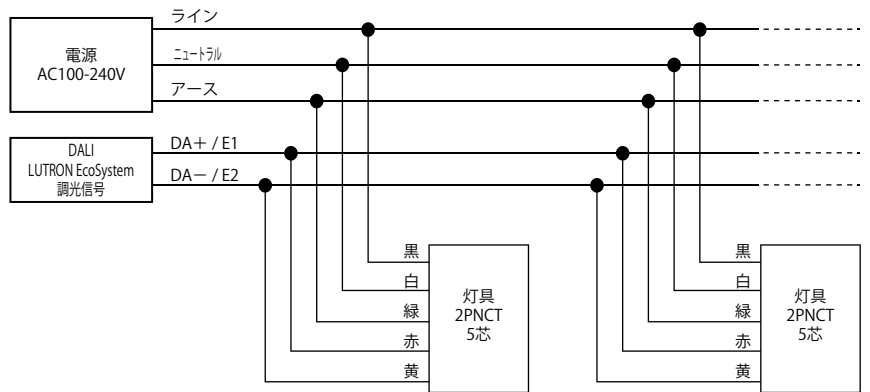 ライン
電源
AC100-240V
ﾆｭｰﾄﾗﾙ
アース
DALI
LUTRON EcoSystem
調光信号
DA＋ / E1
DA－ / E2
黒
白
緑
赤
黄
灯具
2PNCT
5芯
黒
白
緑
赤
黄
灯具
2PNCT
5芯